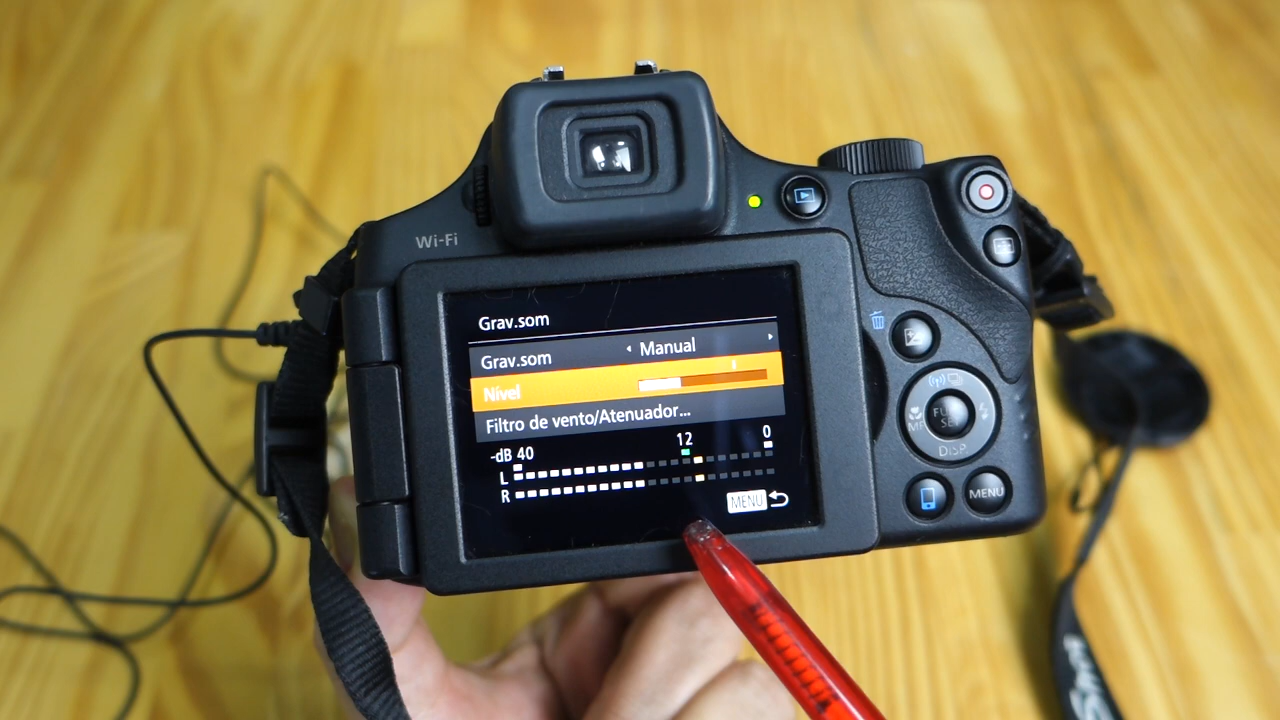 Wi-Fi
Grav.som
Grav.som Manual
Nível
Filtro de vento/Atenuador...
-dB 40 12 0
L
R
MENU
MF
FUNC
SET
DISP
MENU